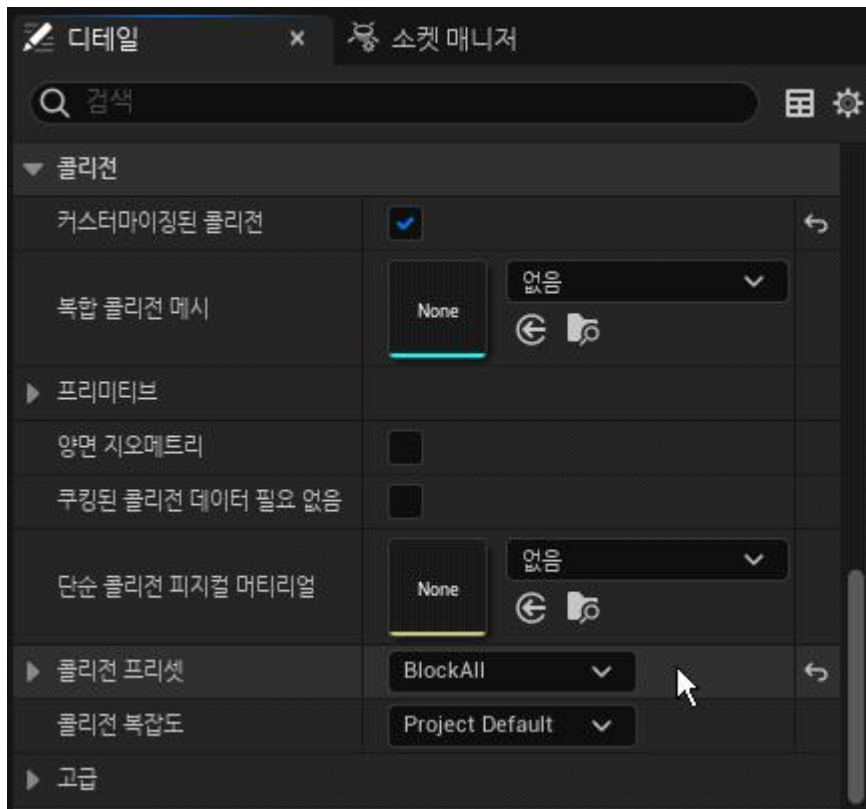 디테일
소켓 매니저
검색
콜리전
커스터마이징된 콜리전
복합 콜리전 메시
None
없음
프리미티브
양면 지오메트리
쿠킹된 콜리전 데이터 필요 없음
단순 콜리전 피지컬 머티리얼
None
없음
콜리전 프리셋
BlockAll
콜리전 복잡도
Project Default
고급